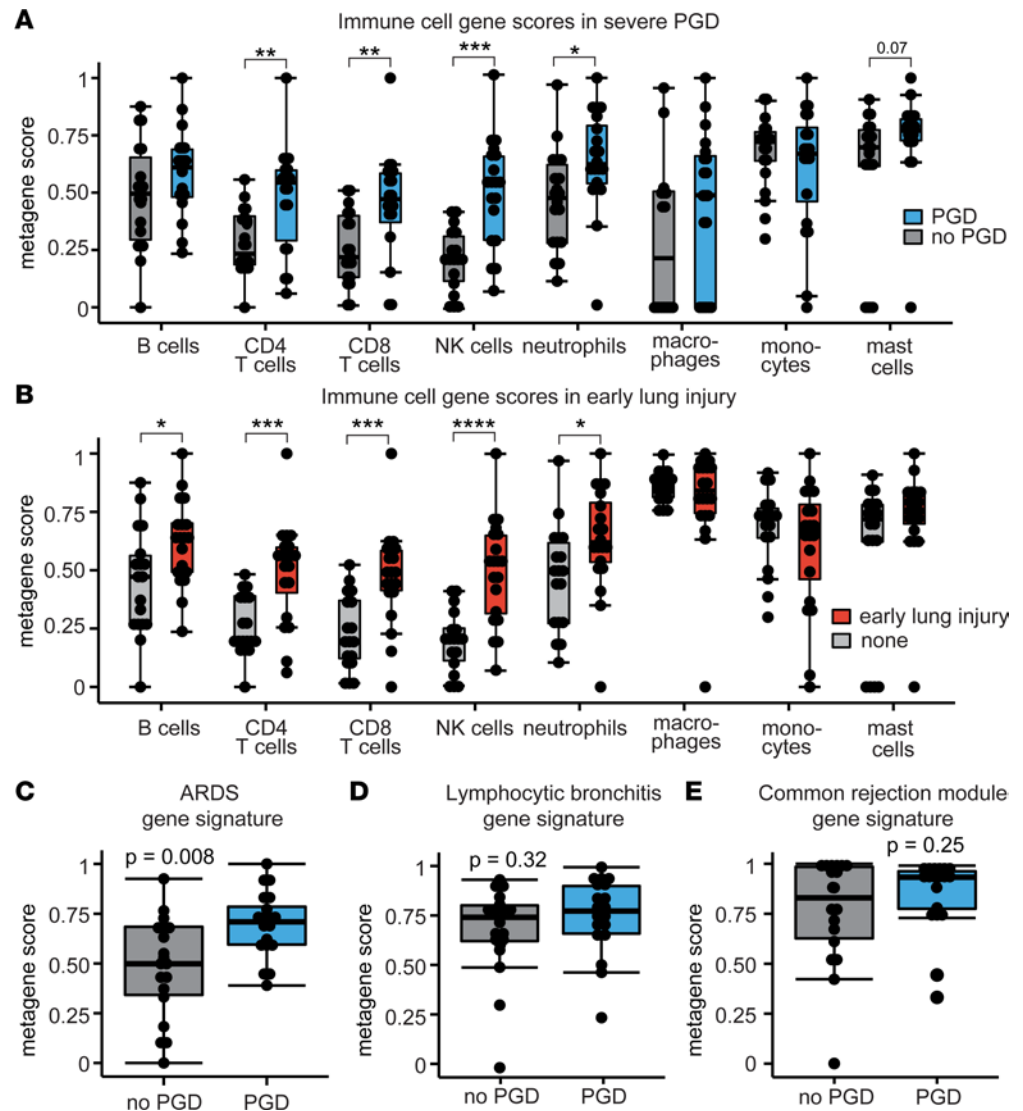 A
Immune cell gene scores in severe PGD
** ** *** * 0.07
metagene score
1
0.75
0.50
0.25
0
PGD
no PGD
B cells CD4 T cells CD8 T cells NK cells neutrophils macro-phages mono-cytes mast cells
B
Immune cell gene scores in early lung injury
* *** *** **** *
metagene score
1
0.75
0.50
0.25
0
early lung injury
none
B cells CD4 T cells CD8 T cells NK cells neutrophils macro-phages mono-cytes mast cells
C
ARDS
gene signature
p = 0.008
metagene score
1
0.75
0.50
0.25
0
no PGD PGD
D
Lymphocytic bronchitis
gene signature
p = 0.32
metagene score
1
0.75
0.50
0.25
0
no PGD PGD
E
Common rejection module
gene signature
p = 0.25
metagene score
1
0.75
0.50
0.25
0
no PGD PGD